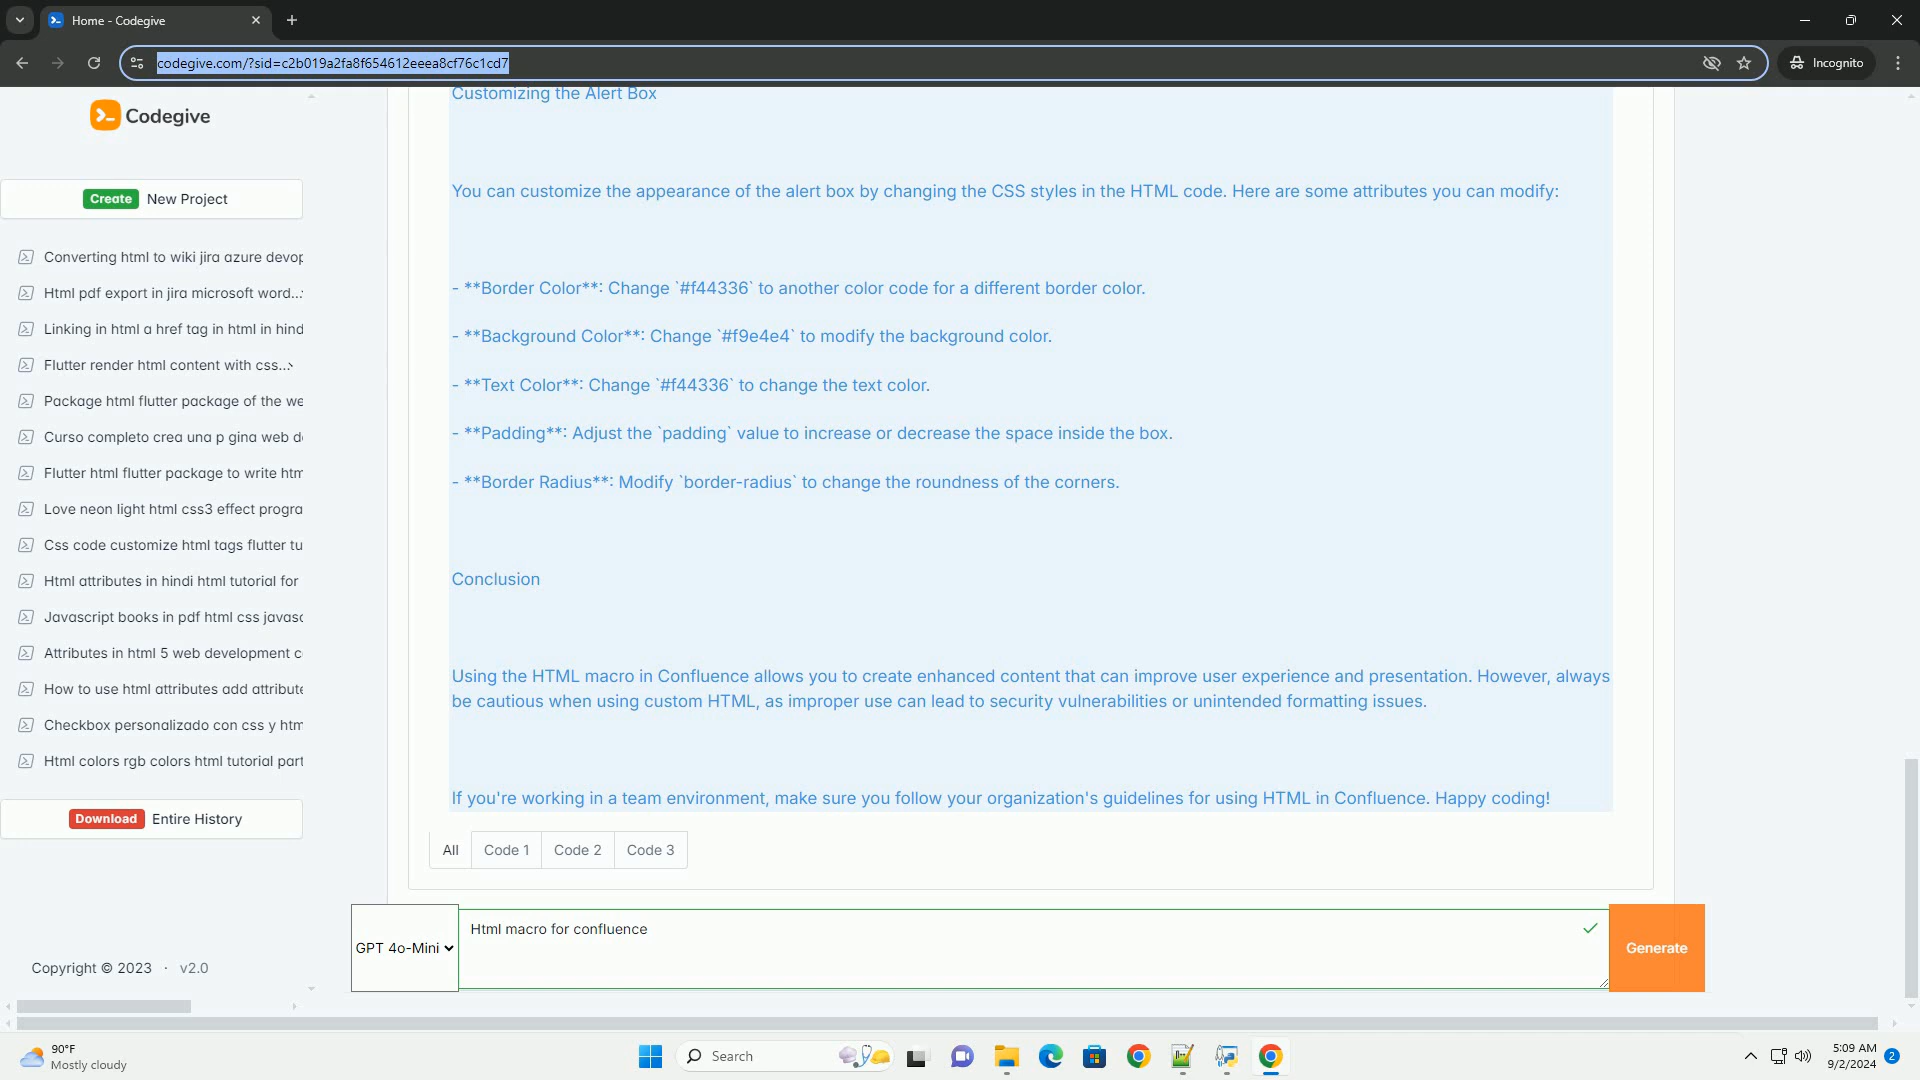 Home - Codegive
codegive.com/?sid=c2b019a2fa8f654612eeea8cf76c1cd7
Incognito
Codegive
Create New Project
Converting html to wiki jira azure devop
Html pdf export in jira microsoft word...
Linking in html a href tag in html in hind
Flutter render html content with css...
Package html flutter package of the we
Curso completo crea una p gina web d
Flutter html flutter package to write htm
Love neon light html css3 effect progra
Css code customize html tags flutter tu
Html attributes in hindi html tutorial for
Javascript books in pdf html css javasc
Attributes in html 5 web development c
How to use html attributes add attribute
Checkbox personalizado con css y htm
Html colors rgb colors html tutorial part
Download Entire History
Copyright © 2023 · v2.0
Customizing the Alert Box
You can customize the appearance of the alert box by changing the CSS styles in the HTML code. Here are some attributes you can modify:
- **Border Color**: Change `#f44336` to another color code for a different border color.
- **Background Color**: Change `#f9e4e4` to modify the background color.
- **Text Color**: Change `#f44336` to change the text color.
- **Padding**: Adjust the `padding` value to increase or decrease the space inside the box.
- **Border Radius**: Modify `border-radius` to change the roundness of the corners.
Conclusion
Using the HTML macro in Confluence allows you to create enhanced content that can improve user experience and presentation. However, always
be cautious when using custom HTML, as improper use can lead to security vulnerabilities or unintended formatting issues.
If you're working in a team environment, make sure you follow your organization's guidelines for using HTML in Confluence. Happy coding!
All Code 1 Code 2 Code 3
GPT 4o-Mini
Html macro for confluence
Generate
90°F
Mostly cloudy
Search
5:09 AM
9/2/2024
2